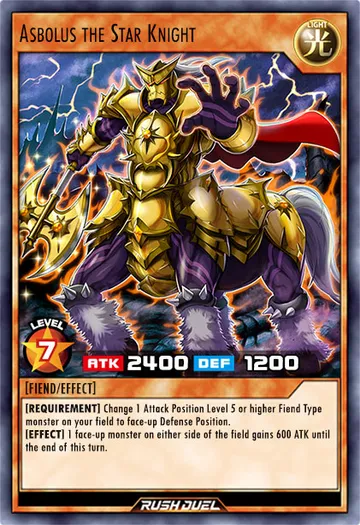 ASBOLUS THE STAR KNIGHT
LIGHT
光
LEVEL
7
ATK 2400 DEF 1200
[FIEND/EFFECT]
[REQUIREMENT] Change 1 Attack Position Level 5 or higher Fiend Type
monster on your field to face-up Defense Position.
[EFFECT] 1 face-up monster on either side of the field gains 600 ATK until
the end of this turn.
RUSH DUEL